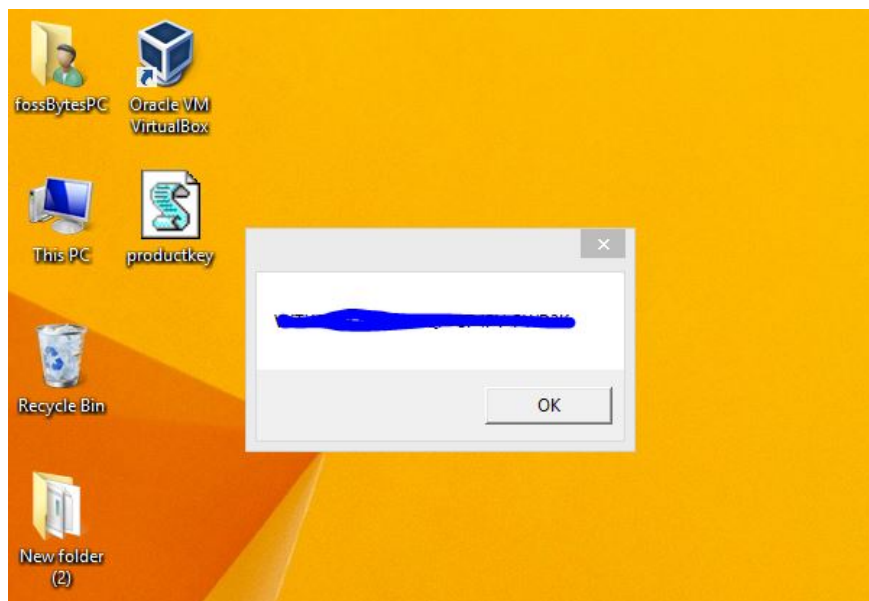 fossBytesPC
Oracle VM
VirtualBox
This PC
productkey
Recycle Bin
OK
New folder
(2)